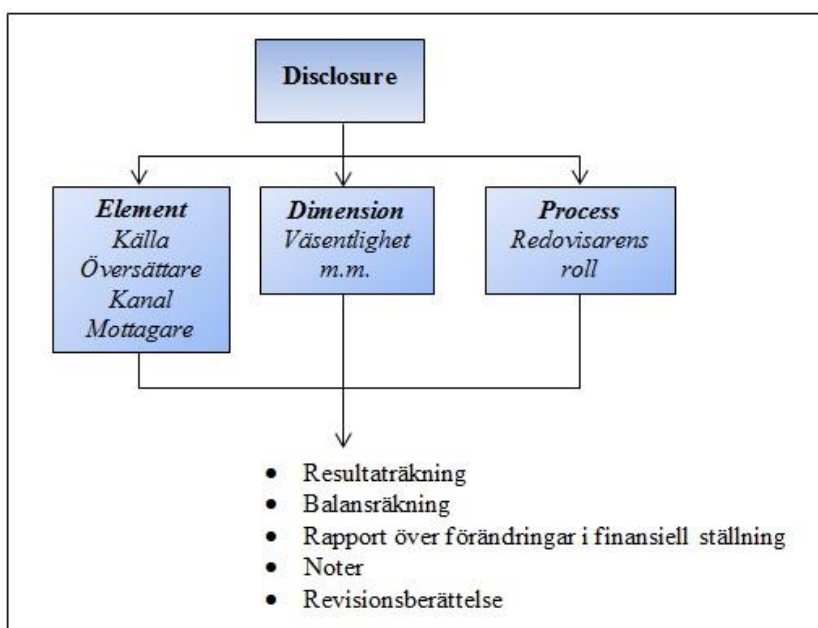 Disclosure
Element
Källa
Översättare
Kanal
Mottagare
Dimension
Väsentlighet
m.m.
Process
Redovisarens
roll
• Resultaträkning
• Balansräkning
• Rapport över förändringar i finansiell ställning
• Noter
• Revisionsberättelse